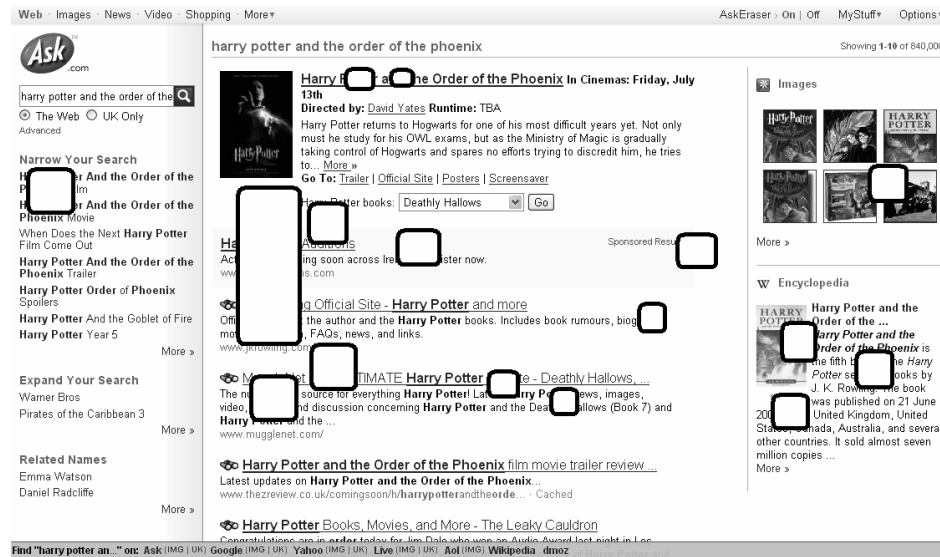 Web · Images · News · Video · Shopping · More▾
AskEraser > On | Off MyStuff▾ Options▾
Ask
.com
harry potter and the order of the
The Web UK Only
Advanced
harry potter and the order of the phoenix
Showing 1-10 of 840,000
Narrow Your Search
And the Order of the
And the Order of the
Phoenix Movie
When Does the Next Harry Potter
Film Come Out
Harry Potter And the Order of the
Phoenix Trailer
Harry Potter Order of Phoenix
Spoilers
Harry Potter And the Goblet of Fire
Harry Potter Year 5
More »
Expand Your Search
Warner Bros
Pirates of the Caribbean 3
More »
Related Names
Emma Watson
Daniel Radcliffe
More »
Harry the Order of the Phoenix In Cinemas: Friday, July
13th
Directed by: David Yates Runtime: TBA
Harry Potter returns to Hogwarts for one of his most difficult years yet. Not only
must he study for his OWL exams, but as the Ministry of Magic is gradually
taking control of Hogwarts and spares no efforts trying to discredit him, he tries
to... More »
Go To: Trailer | Official Site | Posters | Screensaver
books: Deathly Hallows Go
Auditions
Sponsored
soon across now.
Official Site - Harry Potter and more
the author and the Harry Potter books. Includes book rumours,
FAQs, news, and links.
Harry Potter - Deathly Hallows, ...
The source for everything Harry Potter! images,
video, discussion concerning Harry Potter and the (Book 7) and
the ...
www.mugglenet.com/
Harry Potter and the Order of the Phoenix film movie trailer review ...
Latest updates on Harry Potter and the Order of the Phoenix...
www.thezreview.co.uk/comingsoon/h/harrypotterandtheorde... · Cached
Harry Potter Books, Movies, and More - The Leaky Cauldron
Congratulations are in order today for Jim Dale who won an Audio Award last night in Los
Images
Harry Potter
HARRY
POTTER
More »
W Encyclopedia
HARRY
POTTER
Harry Potter and the
Order of the ...
Potter and the
Order of the Phoenix is
the fifth Harry
Potter books by
J. K. book
was published on 21 June
United Kingdom, United
Canada, Australia, and several
other countries. It sold almost seven
million copies ...
More »
Find "harry potter an..." on: Ask (IMG | UK) Google (IMG | UK) Yahoo (IMG | UK) Live (IMG | UK) Aol (IMG) Wikipedia dmoz